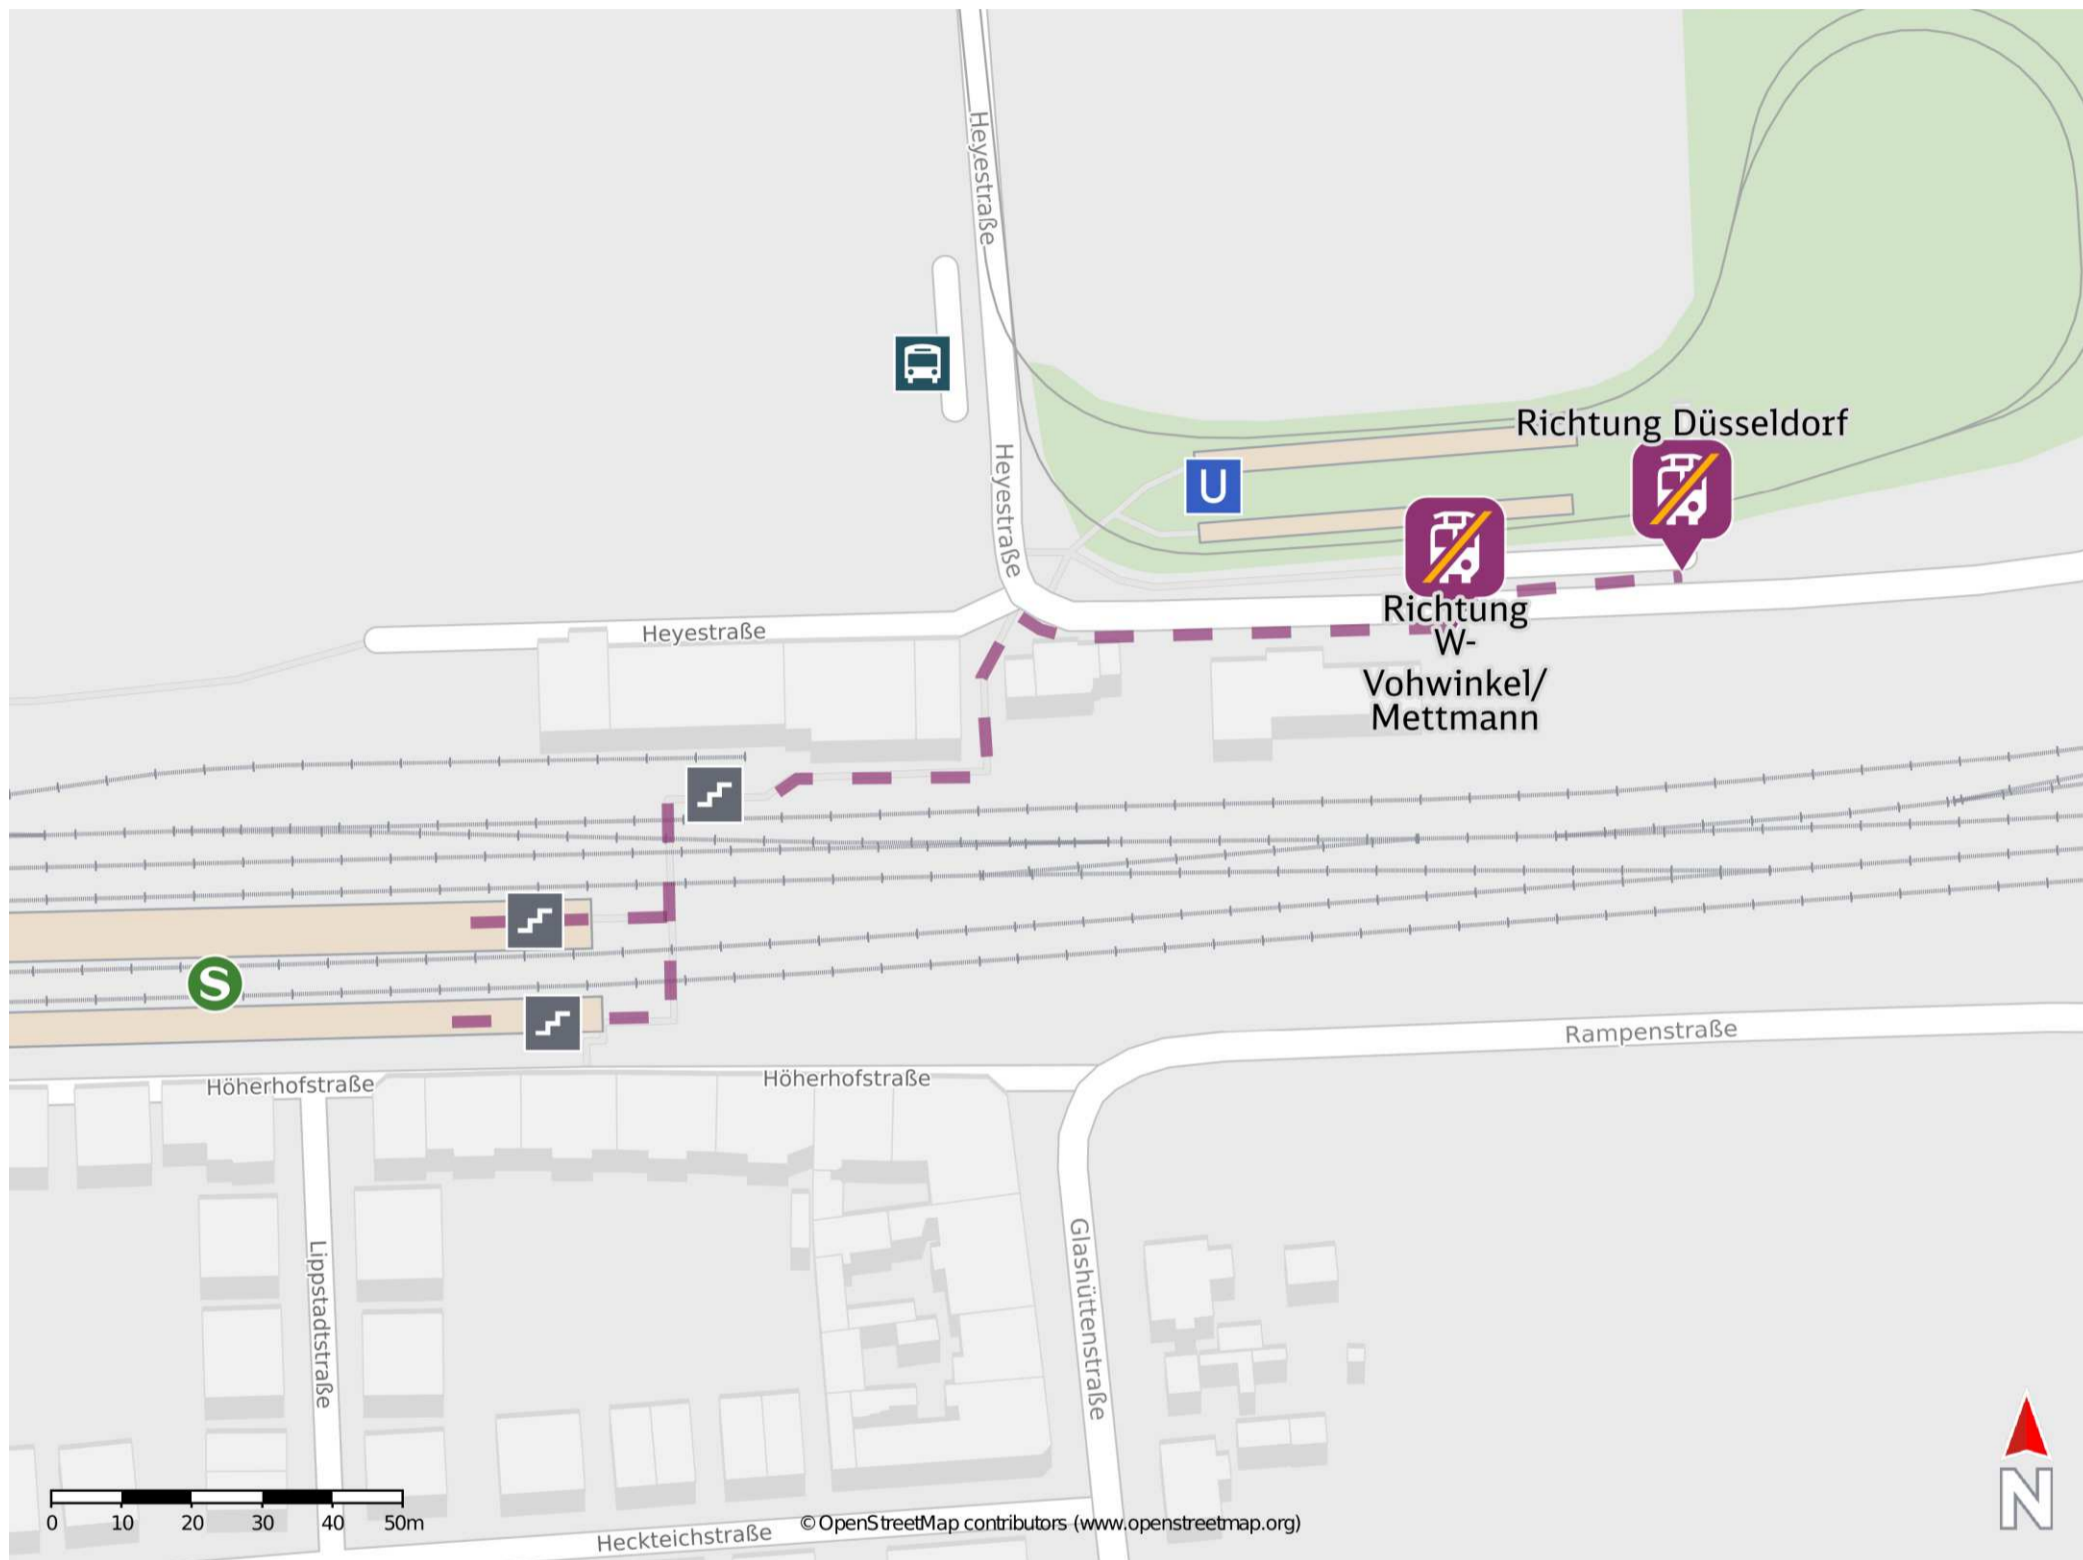 Heyestraße
Richtung Düsseldorf
U
Heyestraße
Richtung
W-
Vohwinkel/
Mettmann
Heyestraße
S
Rampenstraße
Höherhofstraße
Höherhofstraße
Lippstadtstraße
Glashüttenstraße
0 10 20 30 40 50m
Heckteichstraße
© OpenStreetMap contributors (www.openstreetmap.org)
N